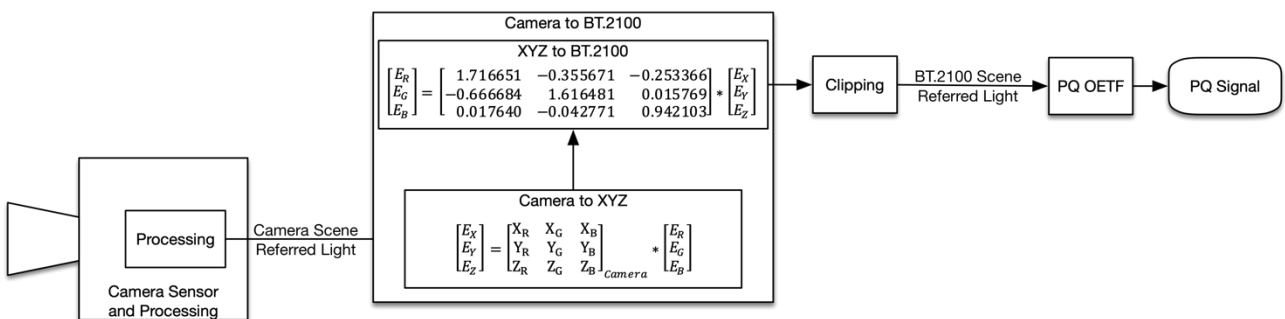 Camera to BT.2100
XYZ to BT.2100
[E_R E_G E_B] = [1.716651 −0.355671 −0.253366
−0.666684 1.616481 0.015769
0.017640 −0.042771 0.942103] * [E_X E_Y E_Z]
Clipping
BT.2100 Scene
Referred Light
PQ OETF
PQ Signal
Camera to XYZ
[E_X E_Y E_Z] = [X_R X_G X_B
Y_R Y_G Y_B
Z_R Z_G Z_B]_Camera * [E_R E_G E_B]
Processing
Camera Scene
Referred Light
Camera Sensor
and Processing